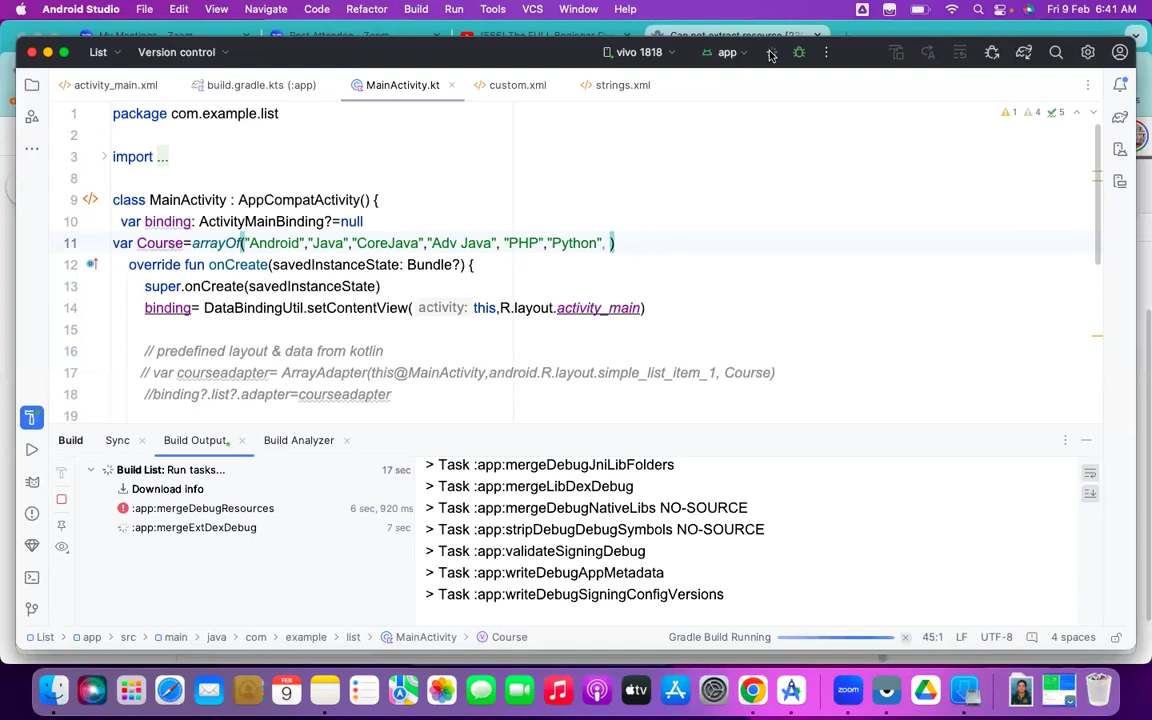 Android Studio File Edit View Navigate Code Refactor Build Run Tools VCS Window Help Fri 9 Feb 6:41 AM
List Version control vivo 1818 app
activity_main.xml build.gradle.kts (:app) MainActivity.kt custom.xml strings.xml
1 package com.example.list 1 4 5
2
3 import ...
8
9 class MainActivity : AppCompatActivity() {
10 var binding: ActivityMainBinding?=null
11 var Course=arrayOf("Android","Java","CoreJava","Adv Java", "PHP","Python", )
12 override fun onCreate(savedInstanceState: Bundle?) {
13 super.onCreate(savedInstanceState)
14 binding= DataBindingUtil.setContentView( activity: this,R.layout.activity_main)
15
16 // predefined layout & data from kotlin
17 // var courseadapter= ArrayAdapter(this@MainActivity,android.R.layout.simple_list_item_1, Course)
18 //binding?.list?.adapter=courseadapter
19
Build Sync Build Output Build Analyzer
Build List: Run tasks... 17 sec
Download info
:app:mergeDebugResources 6 sec, 920 ms
:app:mergeExtDexDebug 7 sec
> Task :app:mergeDebugJniLibFolders
> Task :app:mergeLibDexDebug
> Task :app:mergeDebugNativeLibs NO-SOURCE
> Task :app:stripDebugDebugSymbols NO-SOURCE
> Task :app:validateSigningDebug
> Task :app:writeDebugAppMetadata
> Task :app:writeDebugSigningConfigVersions
List > app > src > main > java > com > example > list > MainActivity > Course Gradle Build Running 45:1 LF UTF-8 4 spaces
FEB
9
tv
zoom